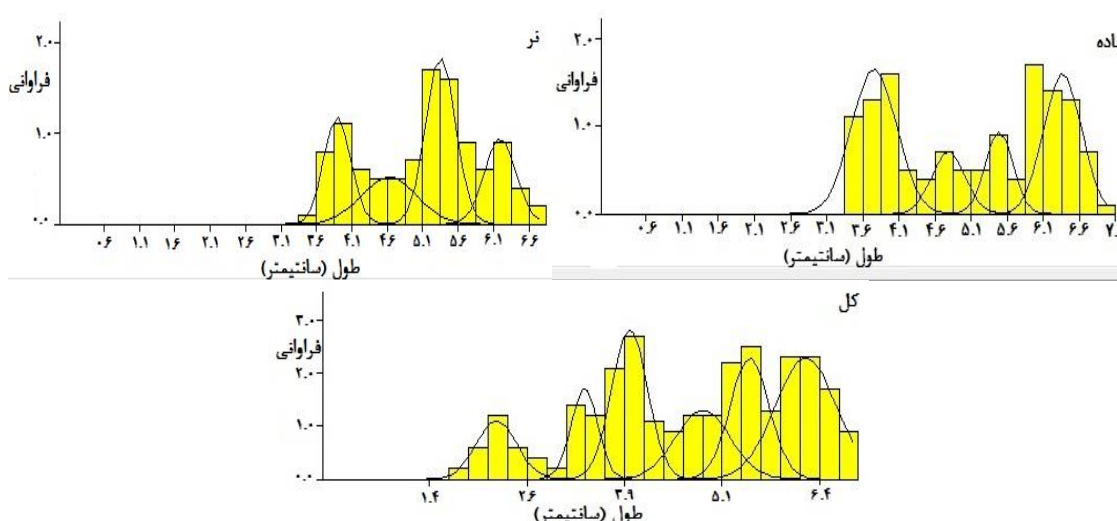 نر
۲.۰
فراوانی
۱.۰
۰.۰
۰.۶ ۱.۱ ۱.۶ ۲.۱ ۲.۶ ۳.۱ ۳.۶ ۴.۱ ۴.۶ ۵.۱ ۵.۶ ۶.۱ ۶.۶
طول (سانتیمتر)
ماده
۲.۰
فراوانی
۱.۰
۰.۰
۰.۶ ۱.۱ ۱.۶ ۲.۱ ۲.۶ ۳.۱ ۳.۶ ۴.۱ ۴.۶ ۵.۱ ۵.۶ ۶.۱ ۶.۶
طول (سانتیمتر)
کل
۳.۰
فراوانی
۲.۰
۱.۰
۰.۰
۱.۴ ۲.۶ ۳.۹ ۵.۱ ۶.۴
طول (سانتیمتر)